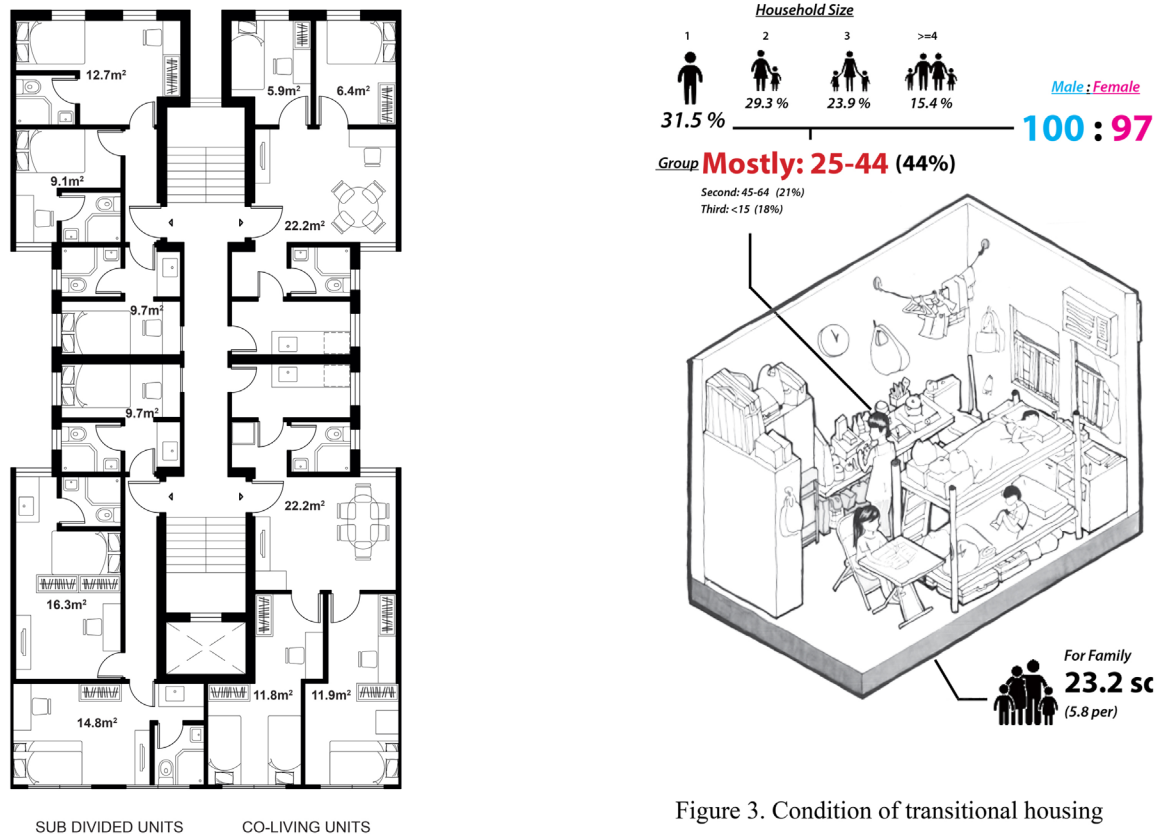 12.7m²
5.9m²
6.4m²
9.1m²
22.2m²
9.7m²
9.7m²
22.2m²
16.3m²
11.8m²
11.9m²
14.8m²
SUB DIVIDED UNITS
CO-LIVING UNITS
Household Size
1
2
3
>=4
31.5 %
29.3 %
23.9 %
15.4 %
Male : Female
100 : 97
Group Mostly: 25-44 (44%)
Second: 45-64 (21%)
Third: <15 (18%)
For Family
23.2 sq
(5.8 per)
Figure 3. Condition of transitional housing